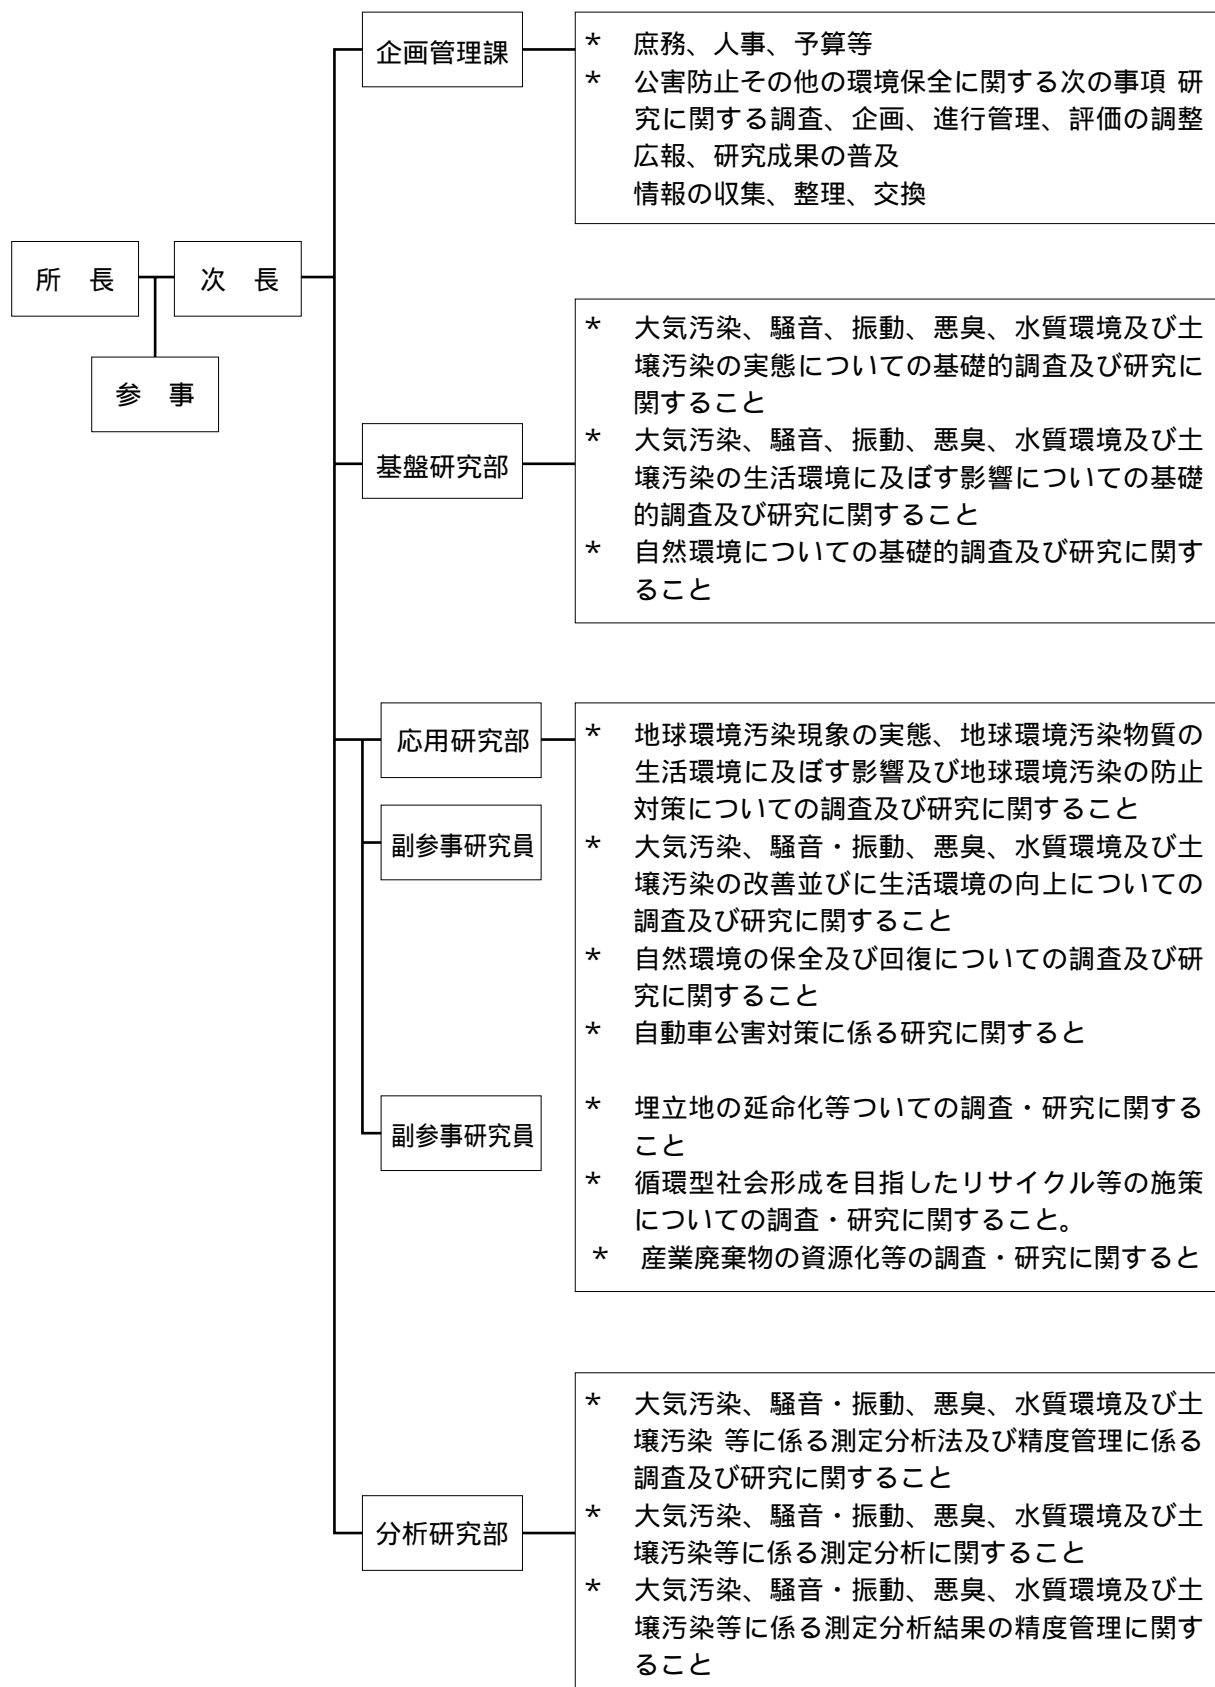 企画管理課
* 庶務、人事、予算等
* 公害防止その他の環境保全に関する次の事項 研
究に関する調査、企画、進行管理、評価の調整
広報、研究成果の普及
情報の収集、整理、交換
所 長
次 長
参 事
基盤研究部
* 大気汚染、騒音、振動、悪臭、水質環境及び土
壌汚染の実態についての基礎的調査及び研究に
関すること
* 大気汚染、騒音、振動、悪臭、水質環境及び土
壌汚染の生活環境に及ぼす影響についての基礎
的調査及び研究に関すること
* 自然環境についての基礎的調査及び研究に関す
ること
応用研究部
副参事研究員
副参事研究員
* 地球環境汚染現象の実態、地球環境汚染物質の
生活環境に及ぼす影響及び地球環境汚染の防止
対策についての調査及び研究に関すること
* 大気汚染、騒音・振動、悪臭、水質環境及び土
壌汚染の改善並びに生活環境の向上についての
調査及び研究に関すること
* 自然環境の保全及び回復についての調査及び研
究に関すること
* 自動車公害対策に係る研究に関すると
* 埋立地の延命化等ついての調査・研究に関する
こと
* 循環型社会形成を目指したリサイクル等の施策
についての調査・研究に関すること。
* 産業廃棄物の資源化等の調査・研究に関すると
分析研究部
* 大気汚染、騒音・振動、悪臭、水質環境及び土
壌汚染 等に係る測定分析法及び精度管理に係る
調査及び研究に関すること
* 大気汚染、騒音・振動、悪臭、水質環境及び土
壌汚染等に係る測定分析に関すること
* 大気汚染、騒音・振動、悪臭、水質環境及び土
壌汚染等に係る測定分析結果の精度管理に関す
ること